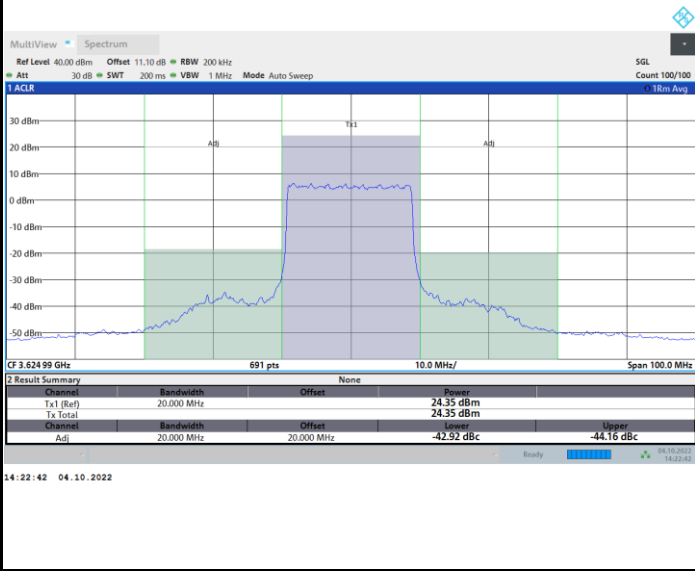 MultiView Spectrum
Ref Level 40.00 dBm Offset 11.10 dB RBW 200 kHz SGL
Att 30 dB SWT 200 ms VBW 1 MHz Mode Auto Sweep Count 100/100
1 ACLR 1Rm Avg
30 dBm
Tx1
20 dBm Adj Adj
10 dBm
0 dBm
-10 dBm
-20 dBm
-30 dBm
-40 dBm
-50 dBm
CF 3.624 99 GHz 691 pts 10.0 MHz/ Span 100.0 MHz
2 Result Summary None
Channel Bandwidth Offset Power
Tx1 (Ref) 20.000 MHz 24.35 dBm
Tx Total 24.35 dBm
Channel Bandwidth Offset Lower Upper
Adj 20.000 MHz 20.000 MHz -42.92 dBc -44.16 dBc
Ready 04.10.2022
14:22:42
14:22:42 04.10.2022